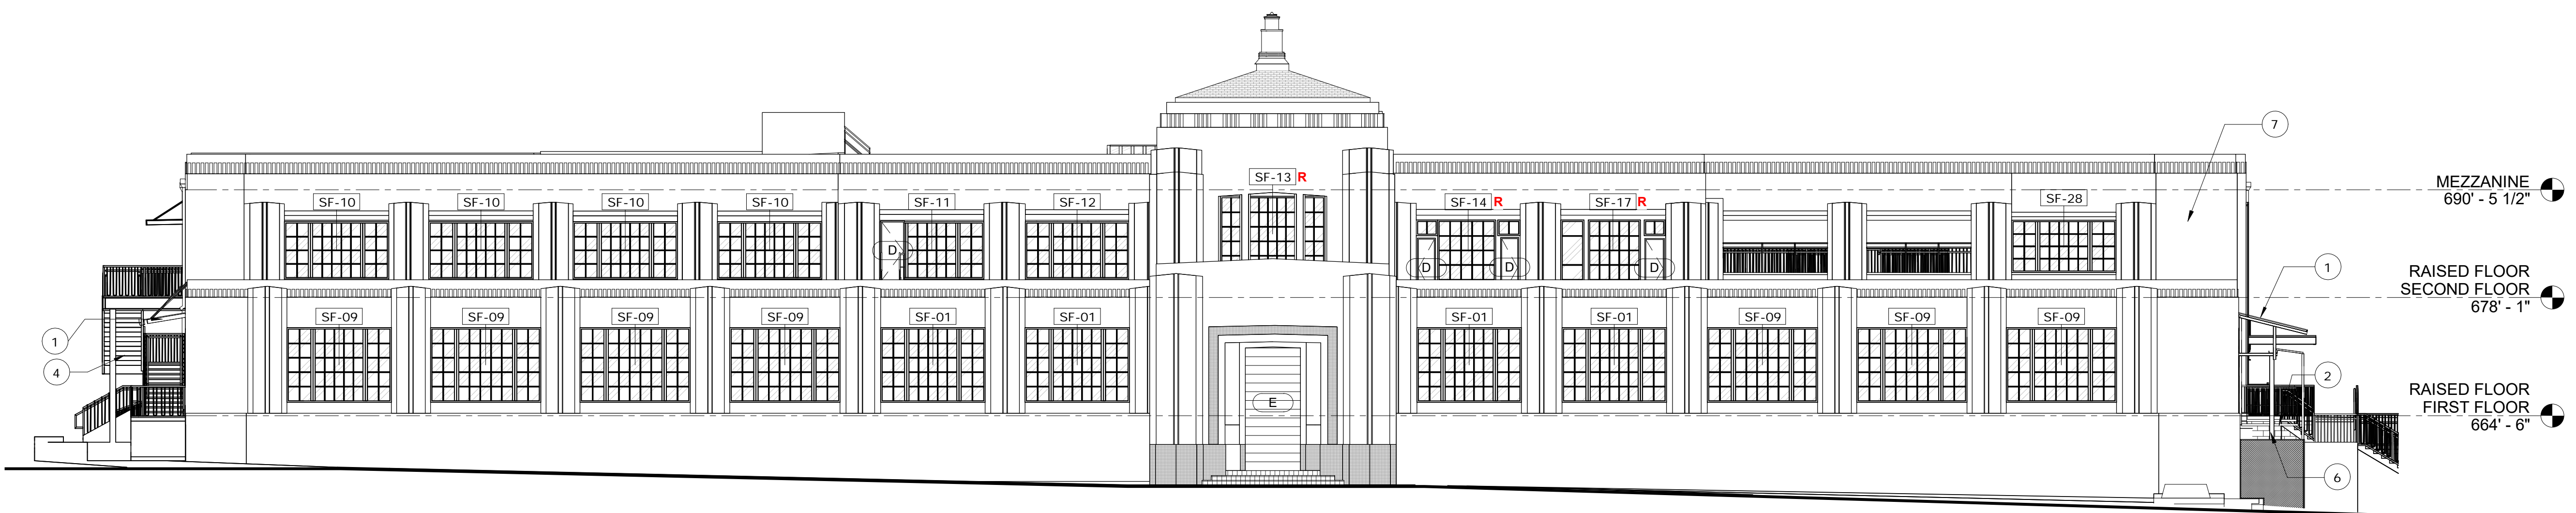 7
SF-13 R
MEZZANINE
690' - 5 1/2"
SF-10
SF-10
SF-10
SF-10
SF-11
SF-12
SF-14 R
SF-17 R
SF-28
D
D
D
D
1
RAISED FLOOR
SECOND FLOOR
678' - 1"
SF-09
SF-09
SF-09
SF-09
SF-01
SF-01
SF-01
SF-01
SF-09
SF-09
SF-09
1
4
2
E
RAISED FLOOR
FIRST FLOOR
664' - 6"
6